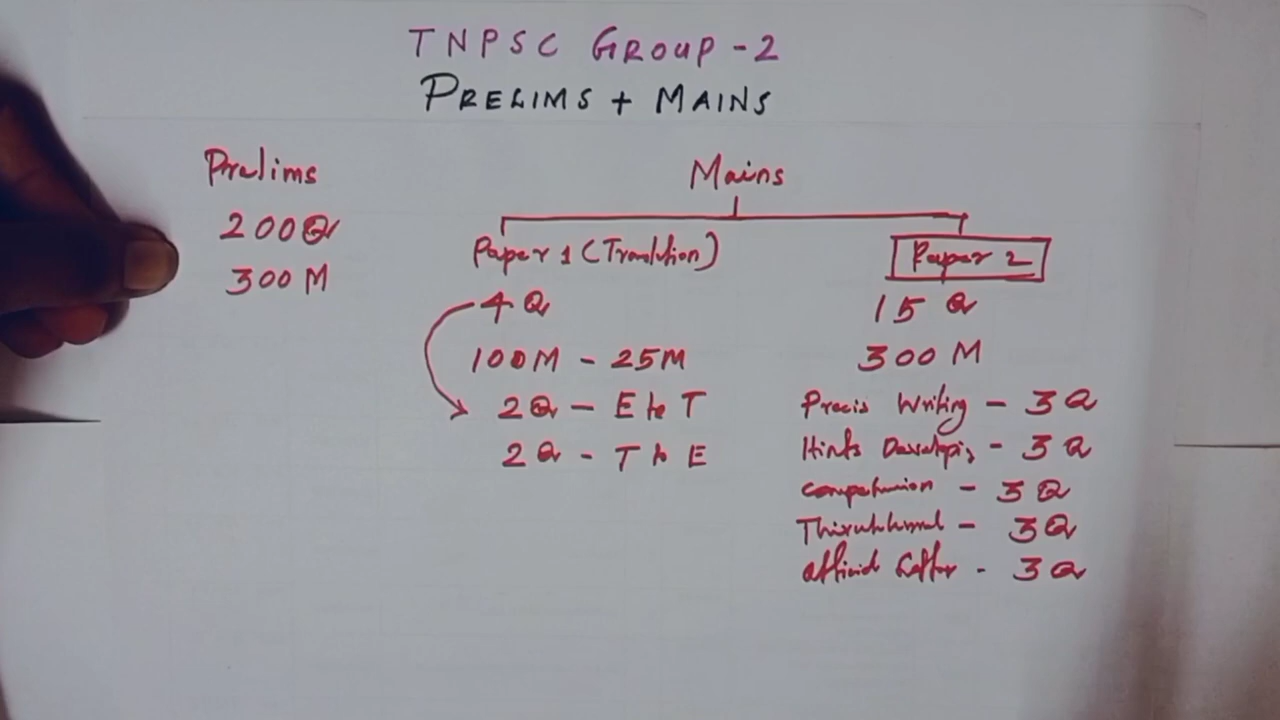 TNPSC GROUP-2
PRELIMS + MAINS
Prelims
200Q
300 M
Mains
Paper 1 (Translation)
4 Q
100M - 25M
2Q - E to T
2Q - T to E
Paper 2
15 Q
300 M
Precis Writing - 3Q
Hints Developing - 3Q
Comprehension - 3Q
Thirukkural - 3Q
Official Letter - 3Q